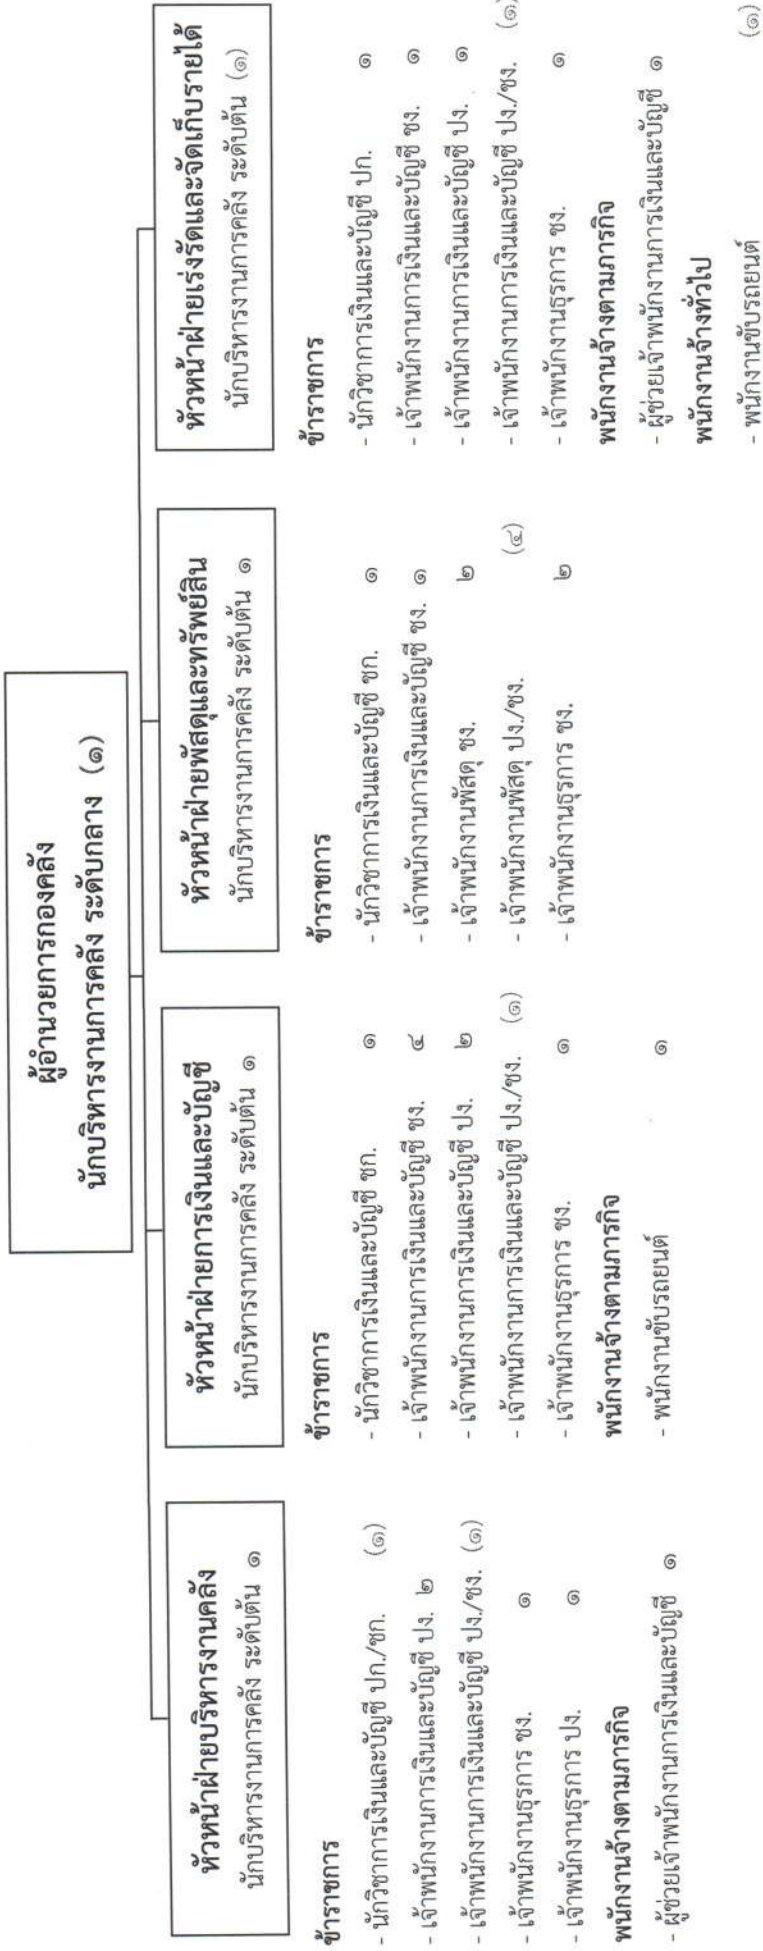 ผู้อำนวยการกองคลัง
นักบริหารงานการคลัง ระดับกลาง (๑)
หัวหน้าฝ่ายบริหารงานคลัง
นักบริหารงานการคลัง ระดับต้น ๑
ข้าราชการ
- นักวิชาการเงินและบัญชี ปก./ชก. (๑)
- เจ้าพนักงานการเงินและบัญชี ปง. ๒
- เจ้าพนักงานการเงินและบัญชี ปง./ชง. (๑)
- เจ้าพนักงานธุรการ ชง. ๑
- เจ้าพนักงานธุรการ ปง. ๑
พนักงานจ้างตามภารกิจ
- ผู้ช่วยเจ้าพนักงานการเงินและบัญชี ๑
หัวหน้าฝ่ายการเงินและบัญชี
นักบริหารงานการคลัง ระดับต้น ๑
ข้าราชการ
- นักวิชาการเงินและบัญชี ชก. ๑
- เจ้าพนักงานการเงินและบัญชี ชง. ๔
- เจ้าพนักงานการเงินและบัญชี ปง. ๒
- เจ้าพนักงานการเงินและบัญชี ปง./ชง. (๑)
- เจ้าพนักงานธุรการ ชง. ๑
พนักงานจ้างตามภารกิจ
- พนักงานขับรถยนต์ ๑
หัวหน้าฝ่ายพัสดุและทรัพย์สิน
นักบริหารงานการคลัง ระดับต้น ๑
ข้าราชการ
- นักวิชาการเงินและบัญชี ชก. ๑
- เจ้าพนักงานการเงินและบัญชี ชง. ๑
- เจ้าพนักงานพัสดุ ชง. ๒
- เจ้าพนักงานพัสดุ ปง./ชง. (๔)
- เจ้าพนักงานธุรการ ชง. ๒
หัวหน้าฝ่ายเร่งรัดและจัดเก็บรายได้
นักบริหารงานการคลัง ระดับต้น (๑)
ข้าราชการ
- นักวิชาการเงินและบัญชี ปก. ๑
- เจ้าพนักงานการเงินและบัญชี ชง. ๑
- เจ้าพนักงานการเงินและบัญชี ปง. ๑
- เจ้าพนักงานการเงินและบัญชี ปง./ชง. (๑)
- เจ้าพนักงานธุรการ ชง. ๑
พนักงานจ้างตามภารกิจ
- ผู้ช่วยเจ้าพนักงานการเงินและบัญชี ๑
พนักงานจ้างทั่วไป
- พนักงานขับรถยนต์ (๑)